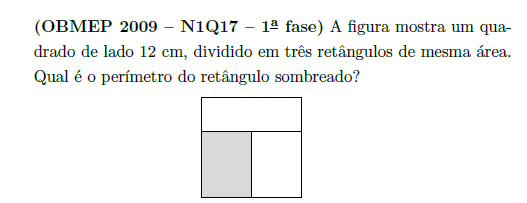 (OBMEP 2009 – N1Q17 – 1ª fase) A figura mostra um qua-
drado de lado 12 cm, dividido em três retângulos de mesma área.
Qual é o perímetro do retângulo sombreado?